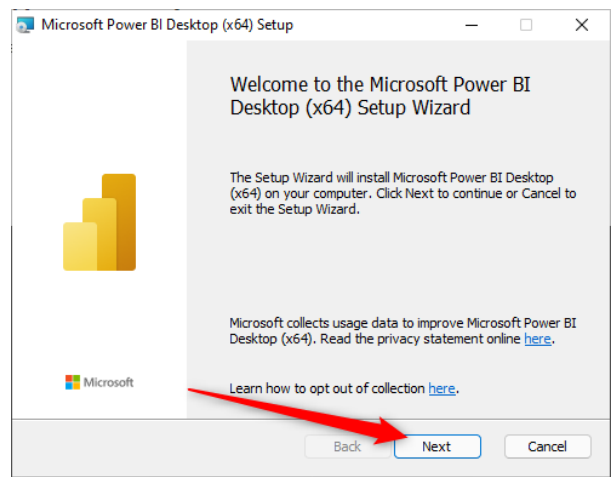 Microsoft Power BI Desktop (x64) Setup
Welcome to the Microsoft Power BI
Desktop (x64) Setup Wizard
The Setup Wizard will install Microsoft Power BI Desktop
(x64) on your computer. Click Next to continue or Cancel to
exit the Setup Wizard.
Microsoft collects usage data to improve Microsoft Power BI
Desktop (x64). Read the privacy statement online here.
Microsoft
Learn how to opt out of collection here.
Back Next Cancel